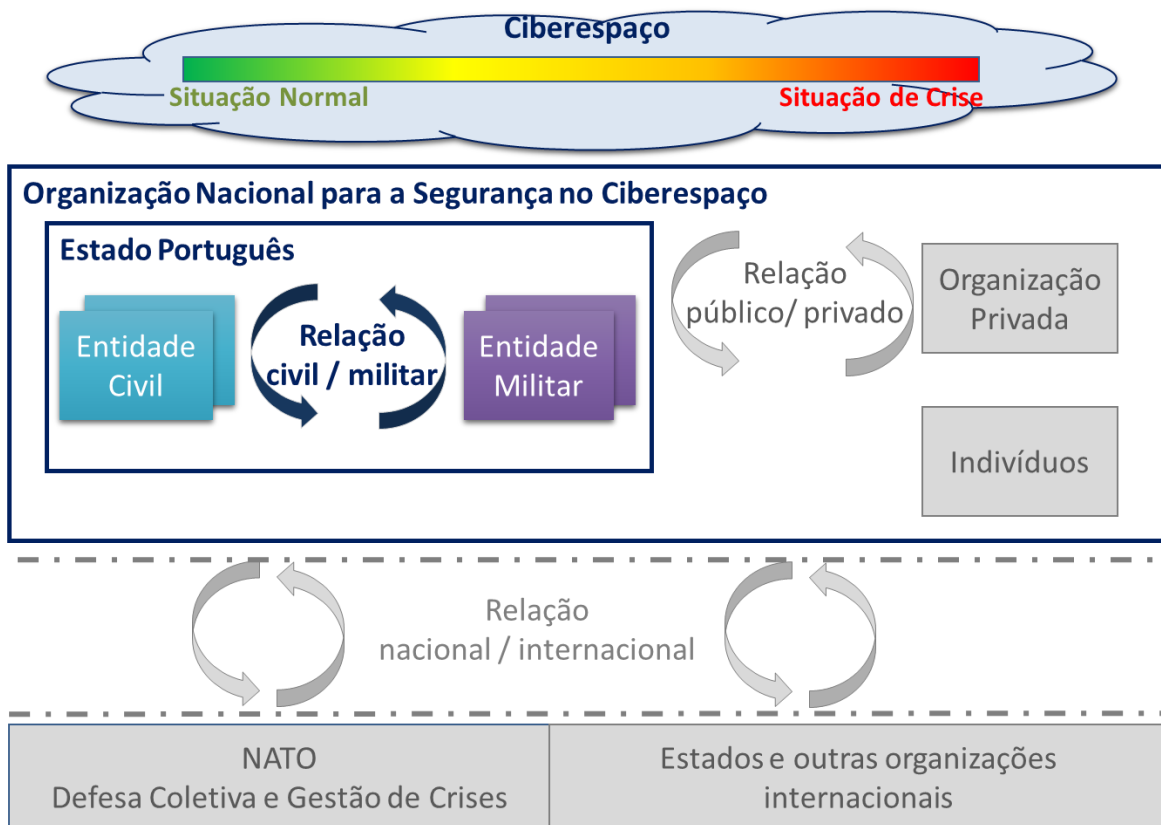 Ciberespaço
Situação Normal
Situação de Crise
Organização Nacional para a Segurança no Ciberespaço
Estado Português
Entidade
Civil
Relação
civil / militar
Entidade
Militar
Relação
público/ privado
Organização
Privada
Indivíduos
Relação
nacional / internacional
NATO
Defesa Coletiva e Gestão de Crises
Estados e outras organizações
internacionais